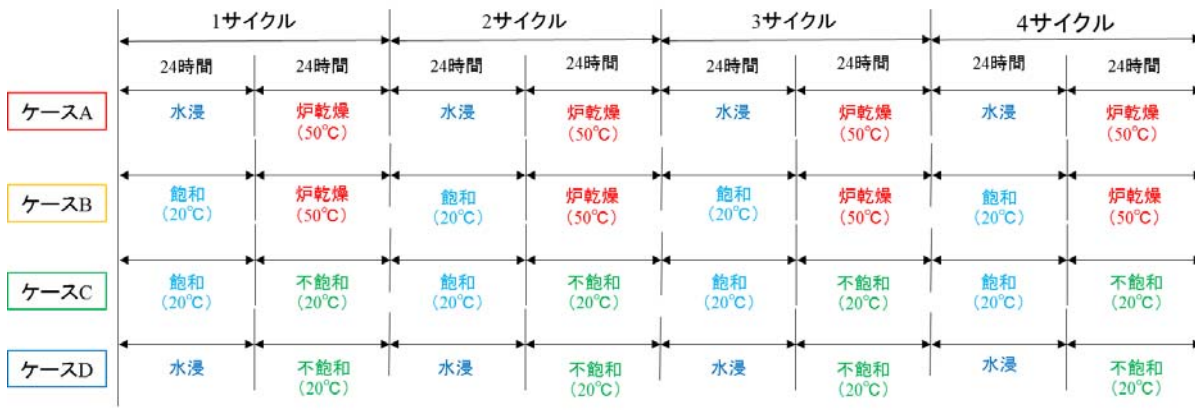 1サイクル 2サイクル 3サイクル 4サイクル
24時間 24時間 24時間 24時間 24時間 24時間 24時間 24時間
ケースA 水浸 炉乾燥 水浸 炉乾燥 水浸 炉乾燥 水浸 炉乾燥
(50℃) (50℃) (50℃) (50℃)
ケースB 飽和 炉乾燥 飽和 炉乾燥 飽和 炉乾燥 飽和 炉乾燥
(20℃) (50℃) (20℃) (50℃) (20℃) (50℃) (20℃) (50℃)
ケースC 飽和 不飽和 飽和 不飽和 飽和 不飽和 飽和 不飽和
(20℃) (20℃) (20℃) (20℃) (20℃) (20℃) (20℃) (20℃)
ケースD 水浸 不飽和 水浸 不飽和 水浸 不飽和 水浸 不飽和
(20℃) (20℃) (20℃) (20℃)